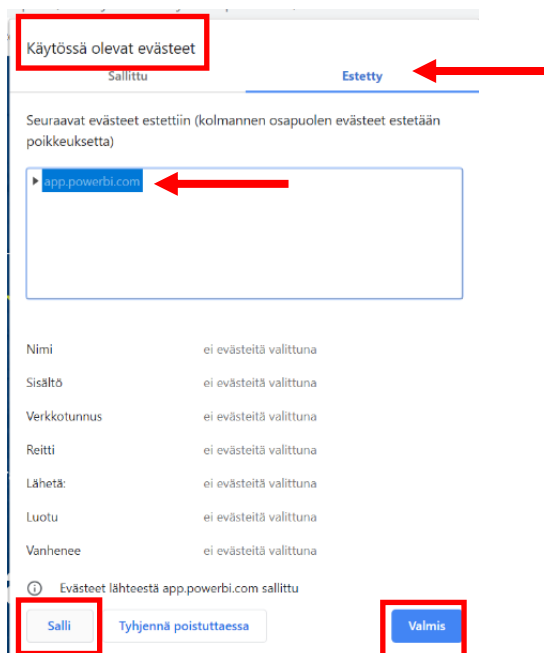 Käytössä olevat evästeet
Sallittu Estetty
Seuraavat evästeet estettiin (kolmannen osapuolen evästeet estetään
poikkeuksetta)
app.powerbi.com
Nimi ei evästeitä valittuna
Sisältö ei evästeitä valittuna
Verkkotunnus ei evästeitä valittuna
Reitti ei evästeitä valittuna
Lähetä: ei evästeitä valittuna
Luotu ei evästeitä valittuna
Vanhenee ei evästeitä valittuna
Evästeet lähteestä app.powerbi.com sallittu
Salli Tyhjennä poistuttaessa Valmis